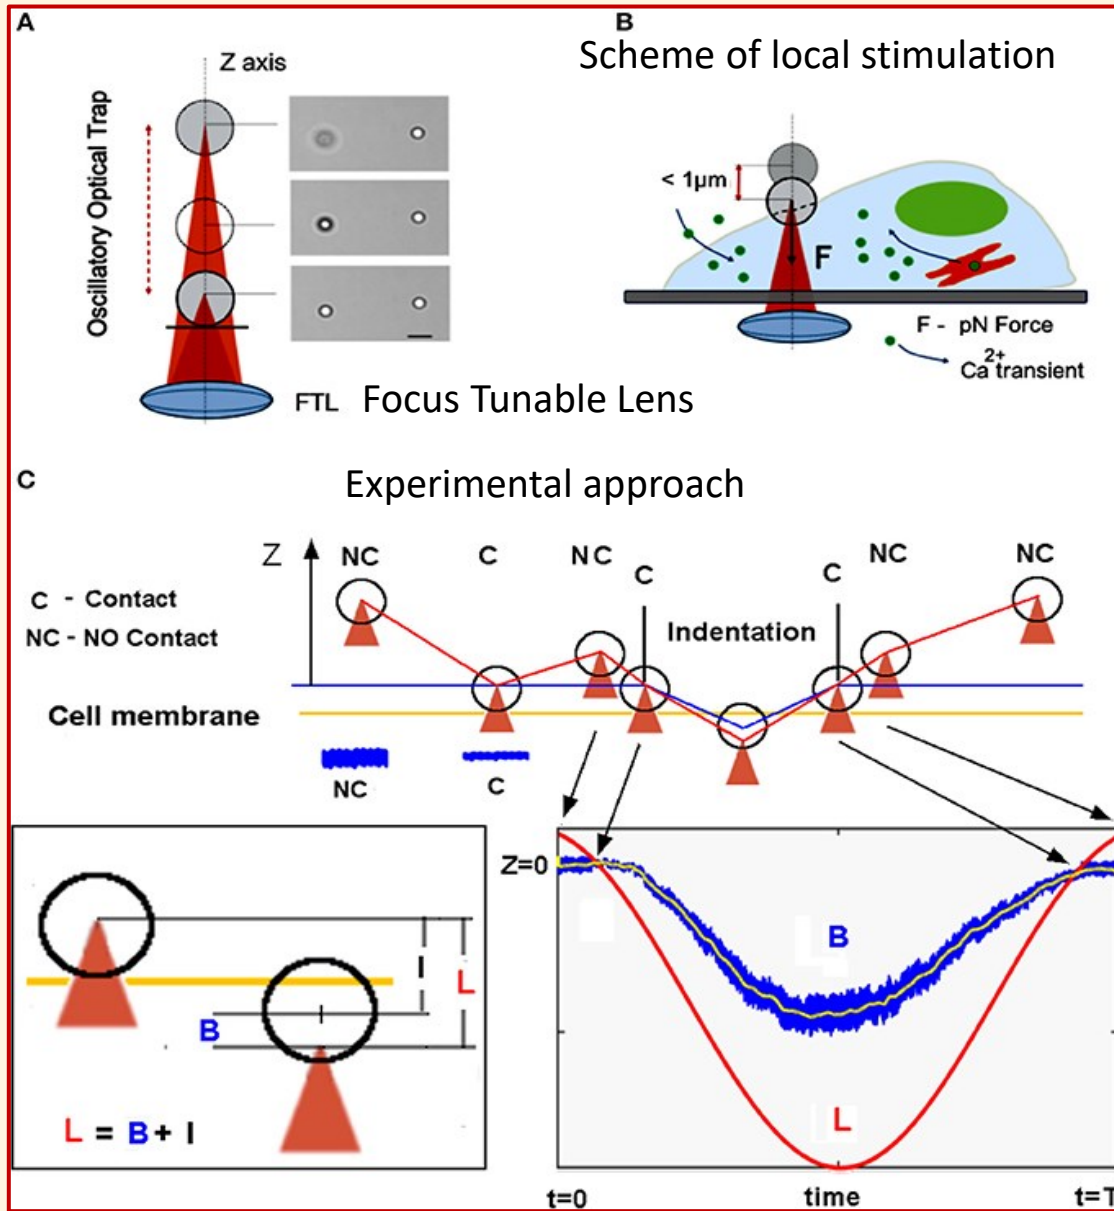 A
Z axis
Oscillatory Optical Trap
FTL Focus Tunable Lens
B
Scheme of local stimulation
< 1µm
F
F - pN Force
Ca2+ transient
C
Experimental approach
Z
NC
C
NC
C
C
NC
NC
C - Contact
NC - NO Contact
Indentation
Cell membrane
NC
C
I
L
B
L = B + I
Z=0
B
L
t=0
time
t=T